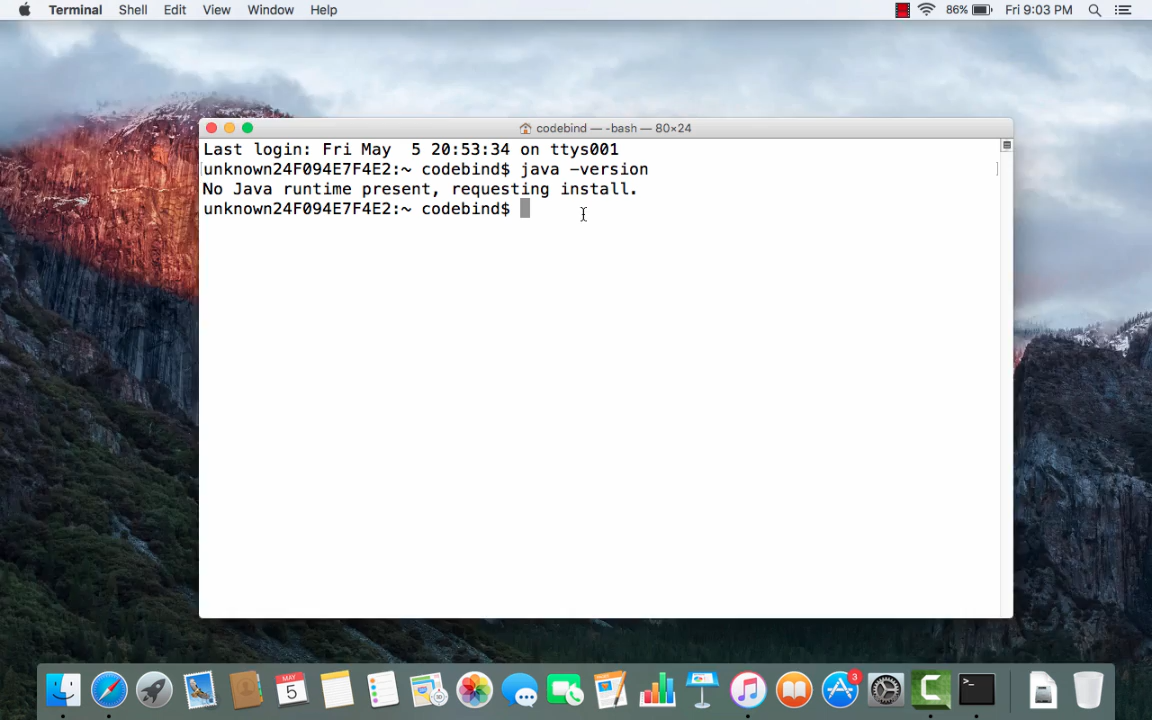 Terminal Shell Edit View Window Help 86% Fri 9:03 PM
codebind — -bash — 80×24
Last login: Fri May  5 20:53:34 on ttys001
unknown24F094E7F4E2:~ codebind$ java -version
No Java runtime present, requesting install.
unknown24F094E7F4E2:~ codebind$
MAY
5
3
>_